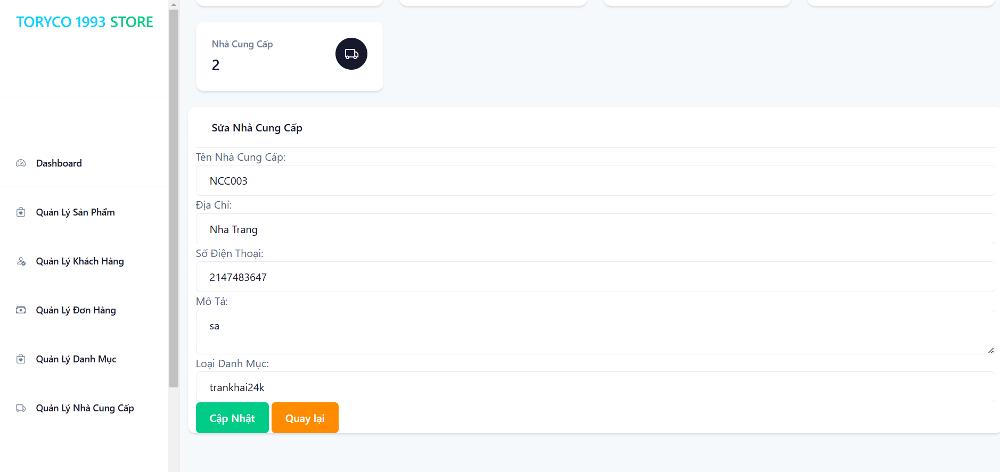 TORYCO 1993 STORE
Dashboard
Quản Lý Sản Phẩm
Quản Lý Khách Hàng
Quản Lý Đơn Hàng
Quản Lý Danh Mục
Quản Lý Nhà Cung Cấp
Nhà Cung Cấp
2
Sửa Nhà Cung Cấp
Tên Nhà Cung Cấp:
NCC003
Địa Chỉ:
Nha Trang
Số Điện Thoại:
2147483647
Mô Tả:
sa
Loại Danh Mục:
trankhai24k
Cập Nhật
Quay lại